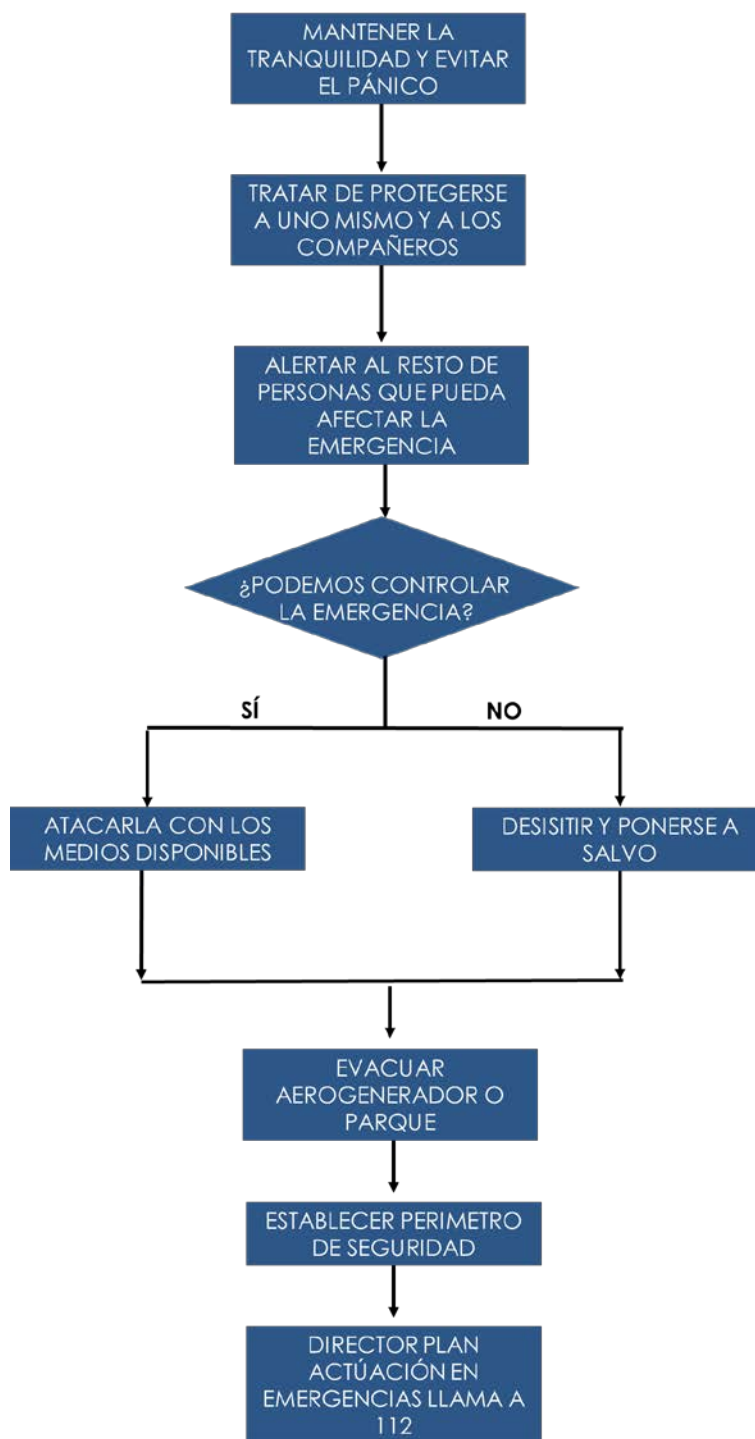 MANTENER LA
TRANQUILIDAD Y EVITAR
EL PÁNICO
TRATAR DE PROTEGERSE
A UNO MISMO Y A LOS
COMPAÑEROS
ALERTAR AL RESTO DE
PERSONAS QUE PUEDA
AFECTAR LA
EMERGENCIA
¿PODEMOS CONTROLAR
LA EMERGENCIA?
SÍ
NO
ATACARLA CON LOS
MEDIOS DISPONIBLES
DESISITIR Y PONERSE A
SALVO
EVACUAR
AEROGENERADOR O
PARQUE
ESTABLECER PERIMETRO
DE SEGURIDAD
DIRECTOR PLAN
ACTÚACIÓN EN
EMERGENCIAS LLAMA A
112